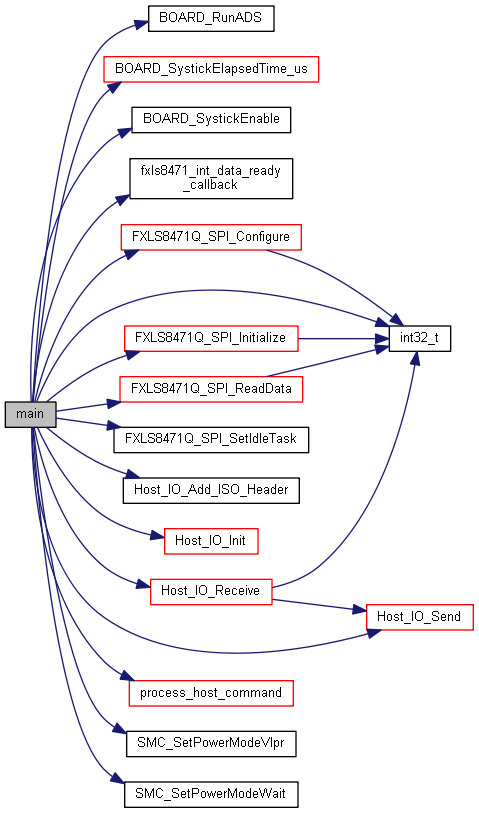 BOARD_RunADS
BOARD_SystickElapsedTime_us
BOARD_SystickEnable
fxls8471_int_data_ready
_callback
FXLS8471Q_SPI_Configure
int32_t
FXLS8471Q_SPI_Initialize
FXLS8471Q_SPI_ReadData
main
FXLS8471Q_SPI_SetIdleTask
Host_IO_Add_ISO_Header
Host_IO_Init
Host_IO_Receive
Host_IO_Send
process_host_command
SMC_SetPowerModeVlpr
SMC_SetPowerModeWait